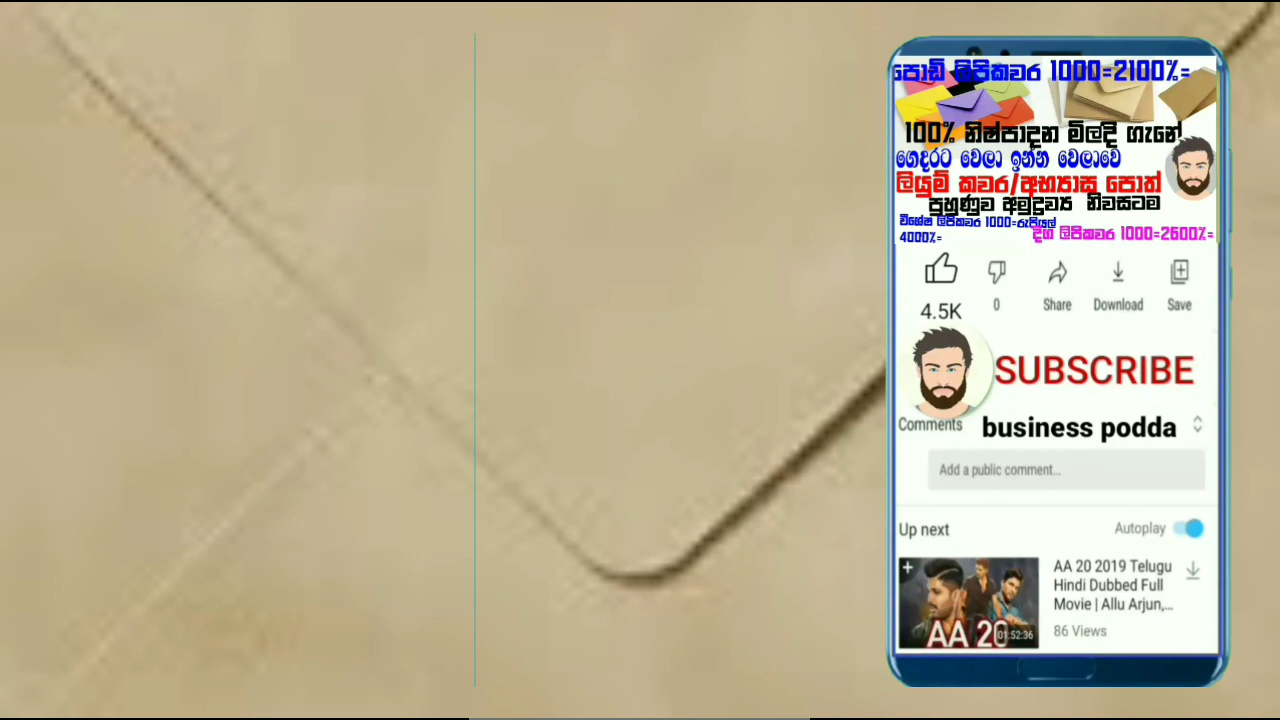 පොඩි ලිපිකවර 1000=2100%=
100% නිෂ්පාදන මිලදි ගැනේ
ගෙදරට වෙලා ඉන්න වෙලාවෙ
ලියුම් කවර/අභ්‍යාස පොත්
පුහුණුව අමුද්‍රව්‍ය නිවසටම
විශේෂ ලිපිකවර 1000=රුපියල්
4000%=
දිග ලිපිකවර 1000=2600%=
4.5K
0
Share
Download
Save
SUBSCRIBE
Comments
business podda
Add a public comment...
Up next
Autoplay
AA 20 2019 Telugu
Hindi Dubbed Full
Movie | Allu Arjun,...
86 Views
AA 20
01:52:36